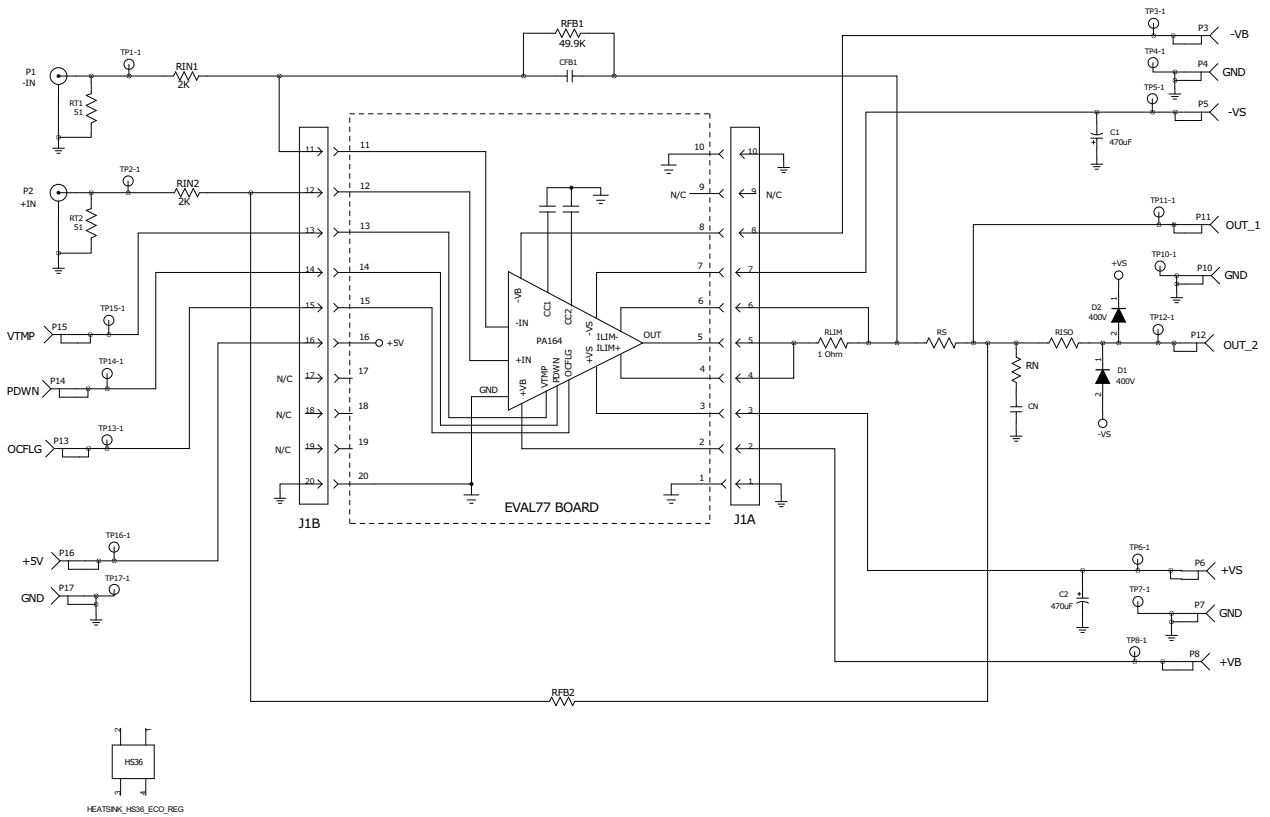 RFB1
49.9K
CFB1
TP3-1
P3
-VB
TP4-1
P4
GND
TP5-1
P5
-VS
C1
470uF
P1
-IN
TP1-1
RIN1
2K
RT1
51
P2
+IN
TP2-1
RIN2
2K
RT2
51
11
12
13
14
15
16
17
18
19
20
N/C
N/C
N/C
J1B
11
12
13
14
15
16
+5V
17
18
19
20
CC1
CC2
-VB
-IN
+IN
+VB
GND
VTMP
PDWN
OCFLG
PA164
-VS
+VS
ILIM-
ILIM+
OUT
EVAL77 BOARD
10
9
N/C
8
7
6
5
4
3
2
1
10
9
N/C
8
7
6
5
4
3
2
1
J1A
RLIM
1 Ohm
RS
RN
CN
RISO
+VS
1
D2
400V
2
1
D1
400V
2
-VS
TP11-1
P11
OUT_1
TP10-1
P10
GND
TP12-1
P12
OUT_2
VTMP
P15
TP15-1
PDWN
P14
TP14-1
OCFLG
P13
TP13-1
+5V
P16
TP16-1
GND
P17
TP17-1
C2
470uF
TP6-1
P6
+VS
TP7-1
P7
GND
TP8-1
P8
+VB
RFB2
2
1
HS36
3
4
HEATSINK_HS36_ECO_REG